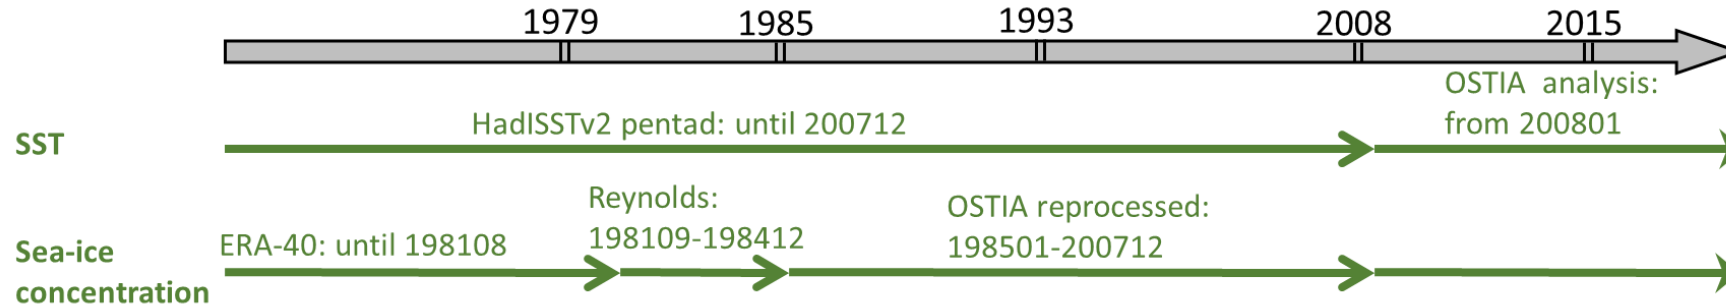 1979 1985 1993 2008 2015
OSTIA analysis:
from 200801
HadISSTv2 pentad: until 200712
SST
Reynolds:
198109-198412
OSTIA reprocessed:
198501-200712
ERA-40: until 198108
Sea-ice
concentration